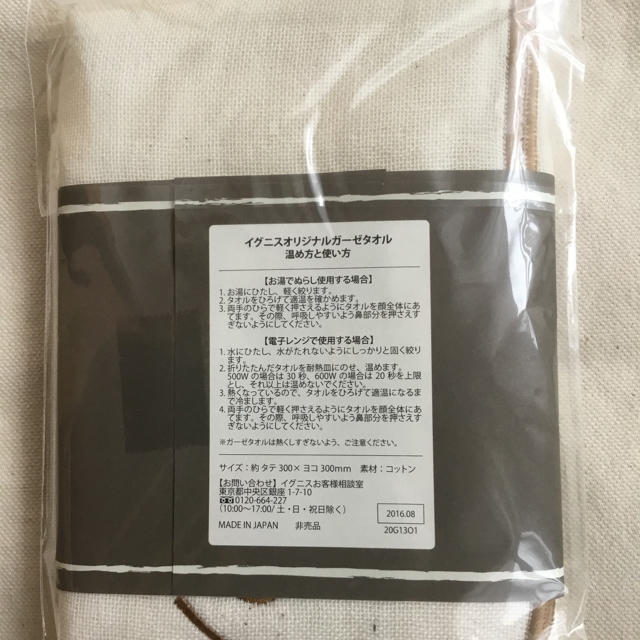 イグニスオリジナルガーゼタオル
温め方と使い方
【お湯でぬらし使用する場合】
1. お湯にひたし、軽く絞ります。
2. タオルをひろげて適温を確かめます。
3. 両手のひらで軽く押さえるようにタオルを顔全体にあ
てます。その際、呼吸しやすいよう鼻部分を押さえす
ぎないようにしてください。
【電子レンジで使用する場合】
1. 水にひたし、水がたれないようにしっかりと固く絞り
ます。
2. 折りたたんだタオルを耐熱皿にのせ、温めます。
500W の場合は 30 秒、600W の場合は 20 秒を上限
とし、それ以上は温めないでください。
3. 熱くなっているので、タオルをひろげて適温になるま
で冷まします。
4. 両手のひらで軽く押さえるようにタオルを顔全体にあ
てます。その際、呼吸しやすいよう鼻部分を押さえす
ぎないようにしてください。
※ガーゼタオルは熱くしすぎないよう、ご注意ください。
サイズ：約 タテ 300× ヨコ 300mm 素材：コットン
【お問い合わせ】イグニスお客様相談室
東京都中央区銀座 1-7-10
0120-664-227
（10:00～17:00/ 土・日・祝日除く） 2016.08
MADE IN JAPAN 非売品 20G13O1